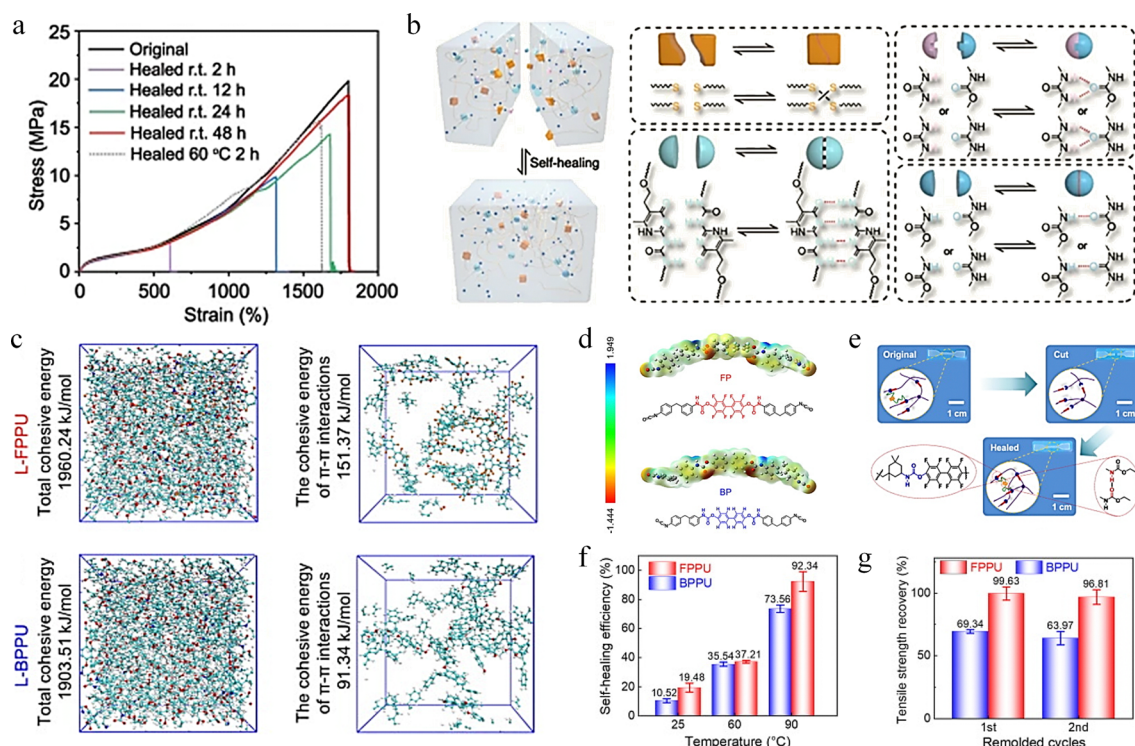 a
25
20
15
10
5
0
Stress (MPa)
Original
Healed r.t. 2 h
Healed r.t. 12 h
Healed r.t. 24 h
Healed r.t. 48 h
Healed 60 °C 2 h
0 500 1000 1500 2000
Strain (%)
b
Self-healing
S S
S S
or
or
or
or
c
L-FPPU
Total cohesive energy
1960.24 kJ/mol
The cohesive energy
of π-π interactions
151.37 kJ/mol
L-BPPU
Total cohesive energy
1903.51 kJ/mol
The cohesive energy
of π-π interactions
91.34 kJ/mol
d
1.949
-1.444
FP
BP
e
Original
1 cm
Cut
1 cm
Healed
1 cm
f
FPPU
BPPU
100
80
60
40
20
0
Self-healing efficiency (%)
10.52
19.48
35.54
37.21
73.56
92.34
25 60 90
Temperature (°C)
g
BPPU FPPU
100
50
0
Tensile strength recovery (%)
69.34
99.63
63.97
96.81
1st 2nd
Remolded cycles